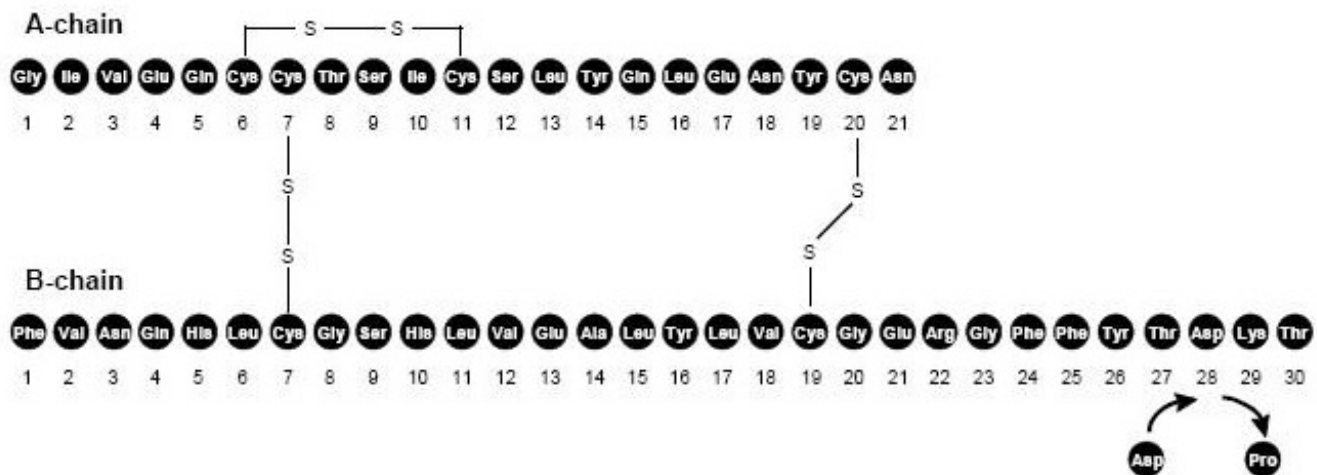 A-chain
S S
Gly Ile Val Glu Gln Cys Cys Thr Ser Ile Cys Ser Leu Tyr Gln Leu Glu Asn Tyr Cys Asn
1 2 3 4 5 6 7 8 9 10 11 12 13 14 15 16 17 18 19 20 21
S S
S S
B-chain
Phe Val Asn Gln His Leu Cys Gly Ser His Leu Val Glu Ala Leu Tyr Leu Val Cys Gly Glu Arg Gly Phe Phe Tyr Thr Asp Lys Thr
1 2 3 4 5 6 7 8 9 10 11 12 13 14 15 16 17 18 19 20 21 22 23 24 25 26 27 28 29 30
Asp Pro